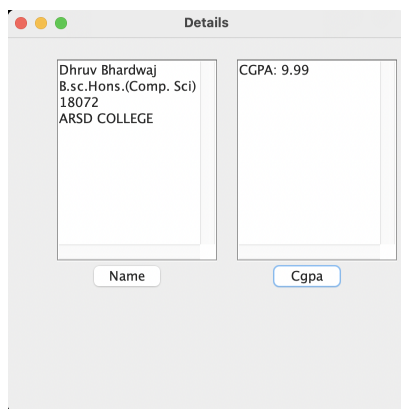 Details
Dhruv Bhardwaj
B.sc.Hons.(Comp. Sci)
18072
ARSD COLLEGE
CGPA: 9.99
Name
Cgpa